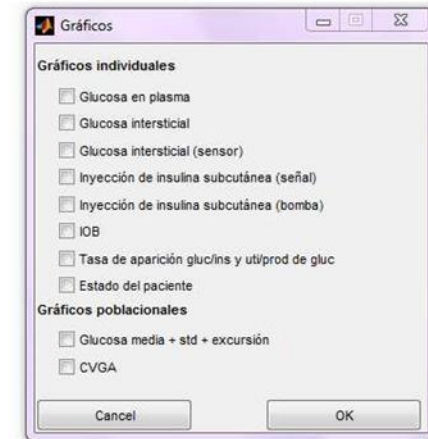 Gráficos
Gráficos individuales
Glucosa en plasma
Glucosa intersticial
Glucosa intersticial (sensor)
Inyección de insulina subcutánea (señal)
Inyección de insulina subcutánea (bomba)
IOB
Tasa de aparición gluc/ins y uti/prod de gluc
Estado del paciente
Gráficos poblacionales
Glucosa media + std + excursión
CVGA
Cancel OK